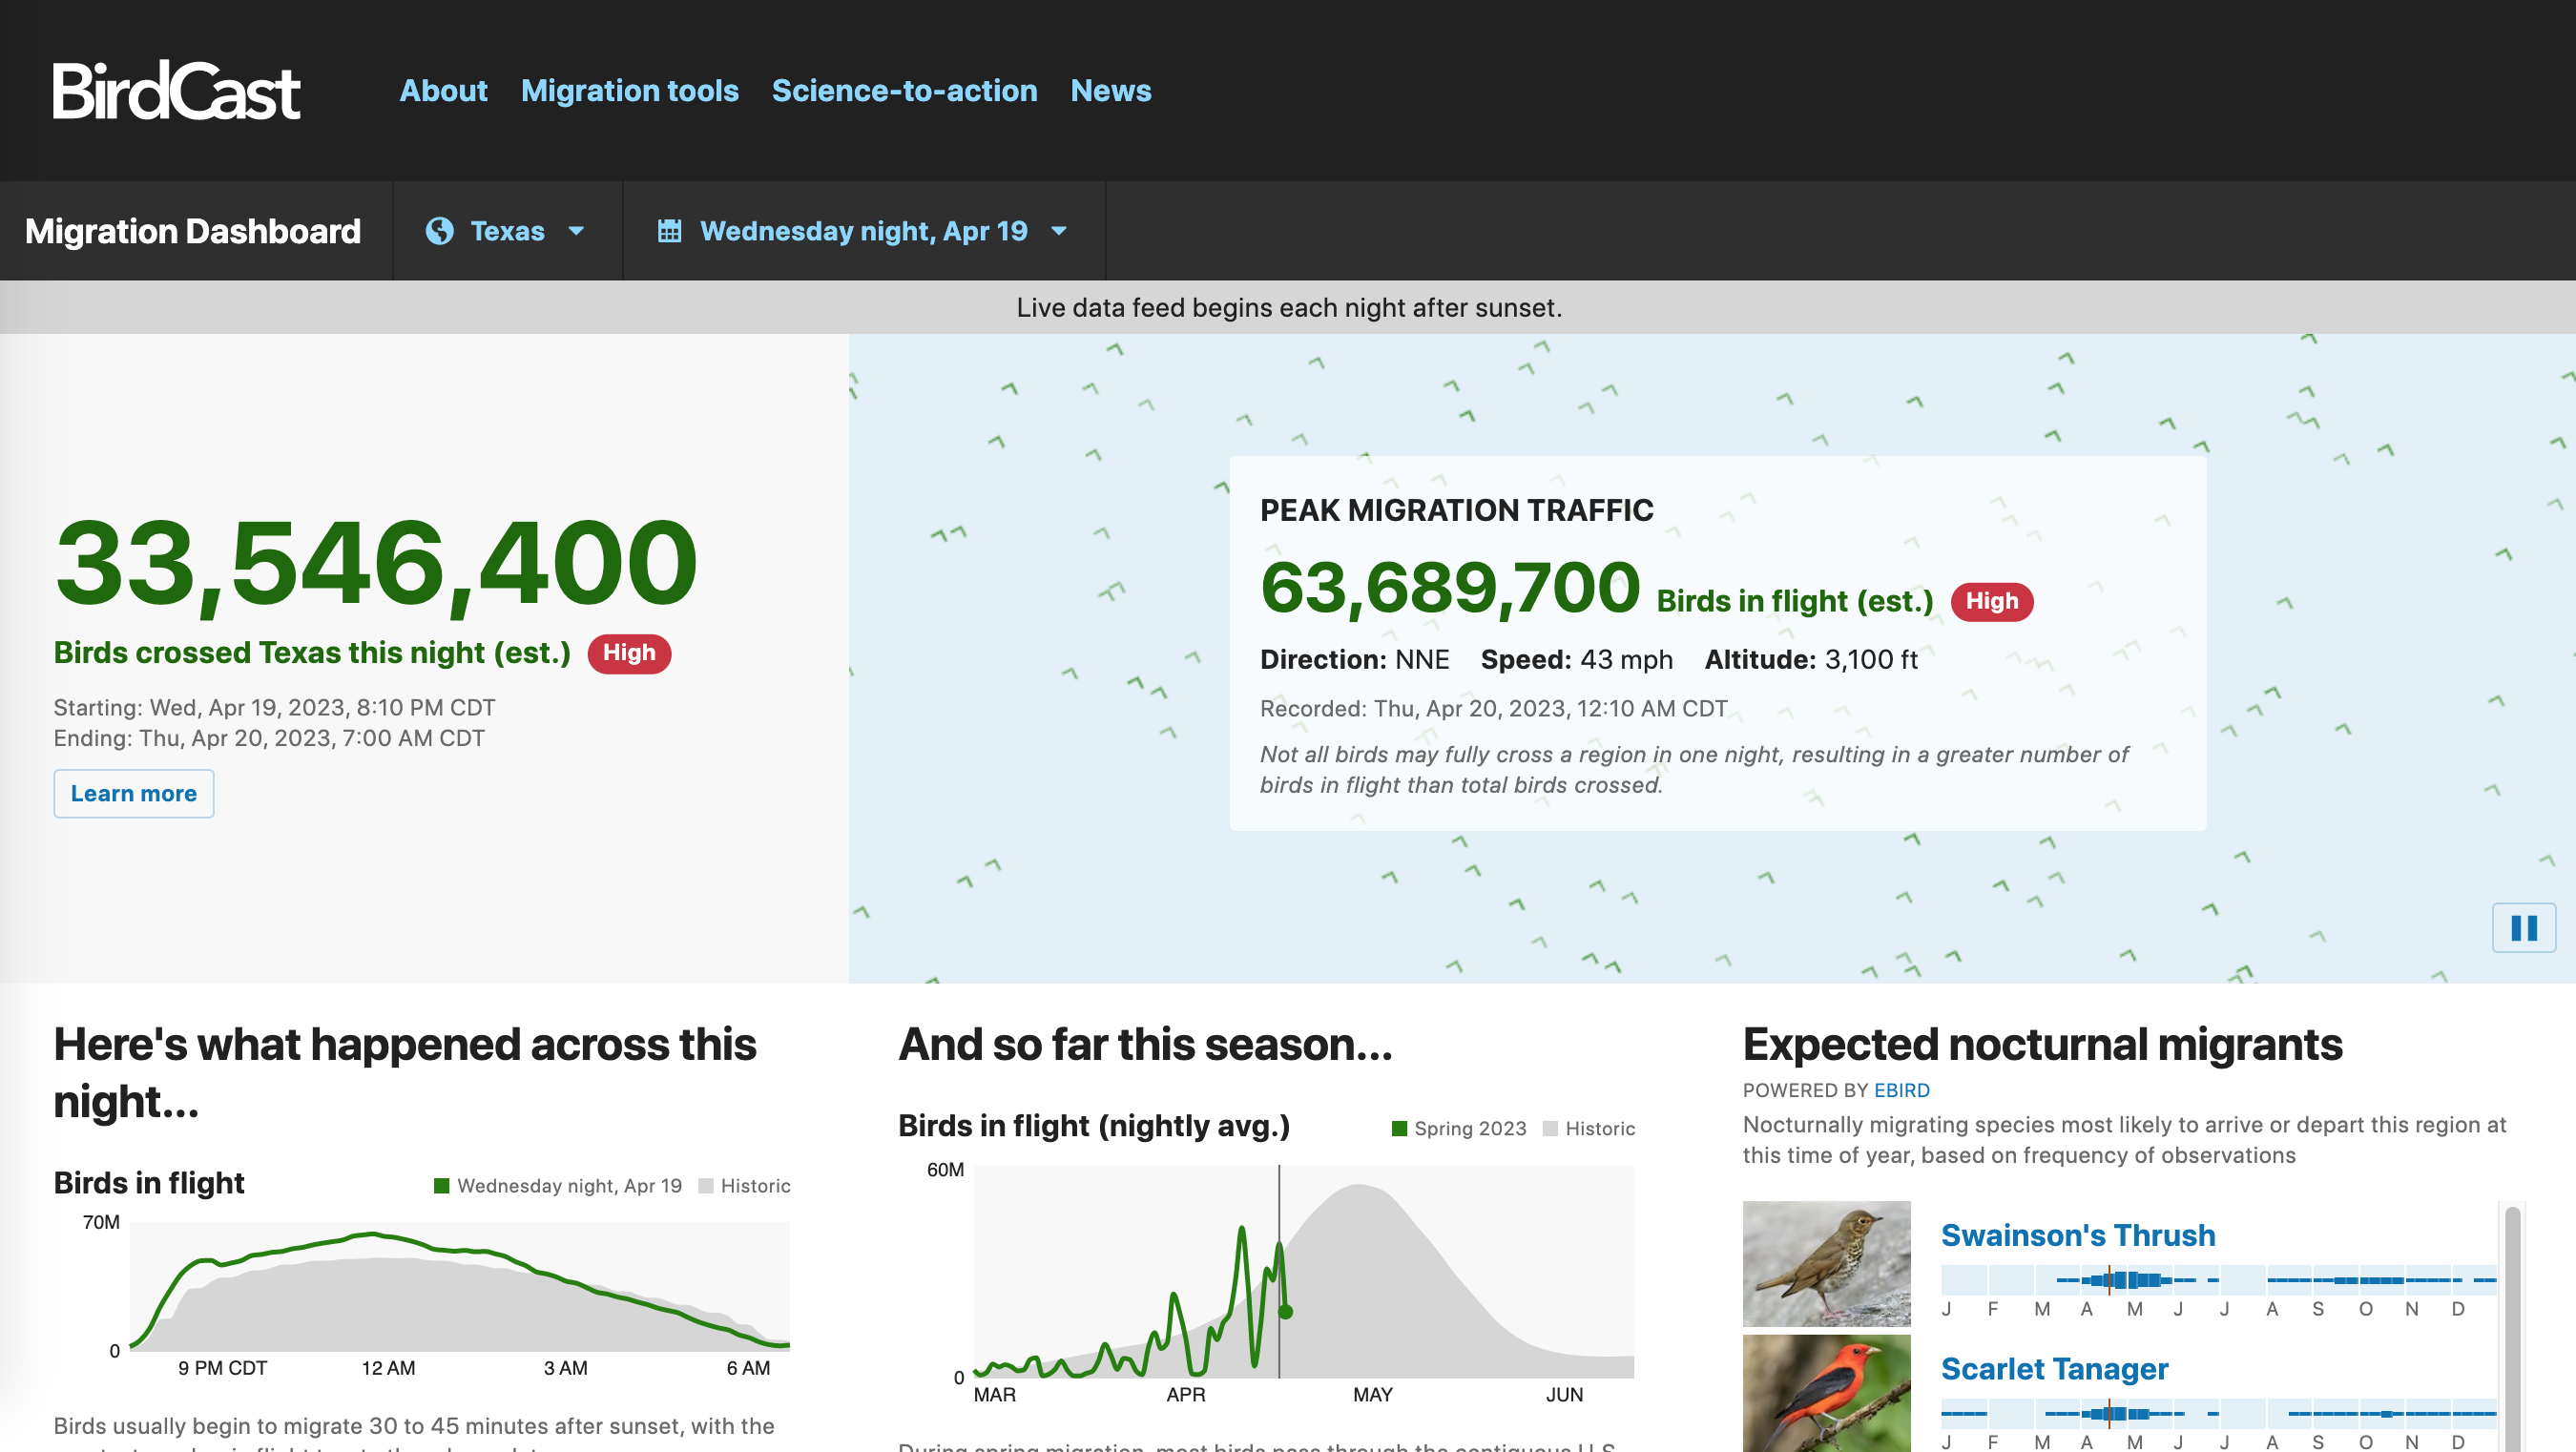 BirdCast
About Migration tools Science-to-action News
Migration Dashboard
Texas
Wednesday night, Apr 19
Live data feed begins each night after sunset.
33,546,400
Birds crossed Texas this night (est.) High
Starting: Wed, Apr 19, 2023, 8:10 PM CDT
Ending: Thu, Apr 20, 2023, 7:00 AM CDT
Learn more
PEAK MIGRATION TRAFFIC
63,689,700 Birds in flight (est.) High
Direction: NNE Speed: 43 mph Altitude: 3,100 ft
Recorded: Thu, Apr 20, 2023, 12:10 AM CDT
Not all birds may fully cross a region in one night, resulting in a greater number of
birds in flight than total birds crossed.
Here's what happened across this
night...
Birds in flight
Wednesday night, Apr 19 Historic
70M
0
9 PM CDT 12 AM 3 AM 6 AM
Birds usually begin to migrate 30 to 45 minutes after sunset, with the
And so far this season...
Birds in flight (nightly avg.)
Spring 2023 Historic
60M
0
MAR APR MAY JUN
During spring migration, most birds pass through the contiguous U.S.
Expected nocturnal migrants
POWERED BY EBIRD
Nocturnally migrating species most likely to arrive or depart this region at
this time of year, based on frequency of observations
Swainson's Thrush
J F M A M J J A S O N D
Scarlet Tanager
J F M A M J J A S O N D